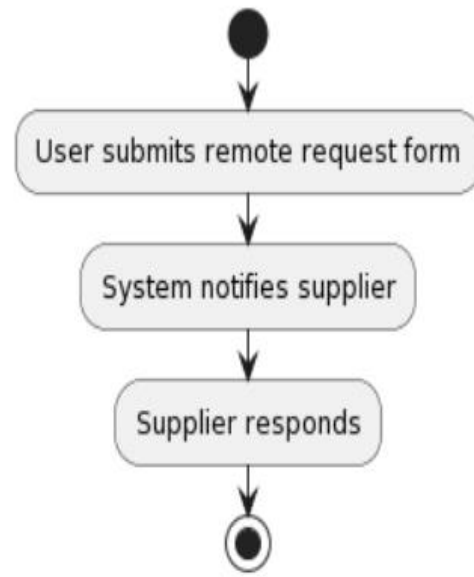 User submits remote request form
System notifies supplier
Supplier responds